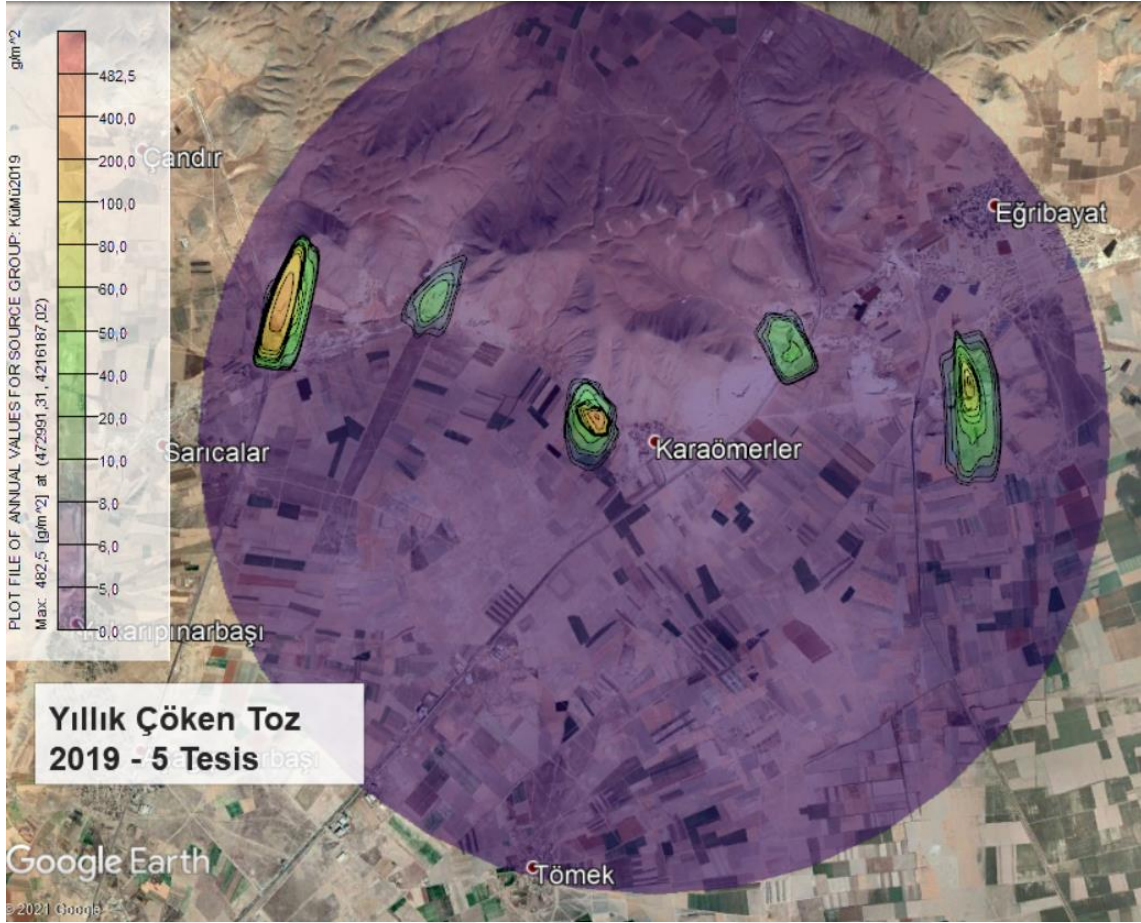 g/m^2
PLOT FILE OF ANNUAL VALUES FOR SOURCE GROUP: KüMü2019
Max: 482,5 [g/m^2] at (472991,31, 4216187,02)
482,5
400,0
200,0
100,0
80,0
60,0
50,0
40,0
20,0
10,0
8,0
6,0
5,0
0,0
Çandır
Eğribayat
Sarıcalar
Karaömerler
Yıllık Çöken Toz
2019 - 5 Tesis
Google Earth
Tömek
© 2021 Google